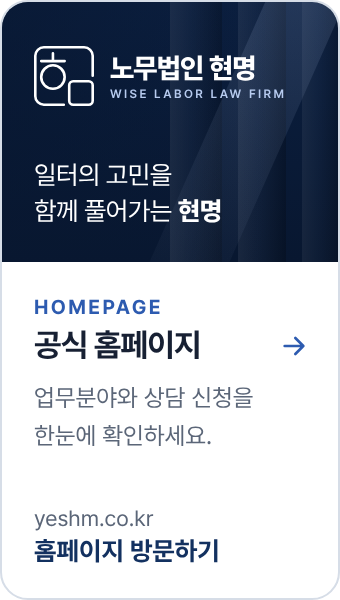 노무법인 현명
WISE LABOR LAW FIRM
일터의 고민을
함께 풀어가는 현명
HOMEPAGE
공식 홈페이지
→
업무분야와 상담 신청을
한눈에 확인하세요.
yeshm.co.kr
홈페이지 방문하기